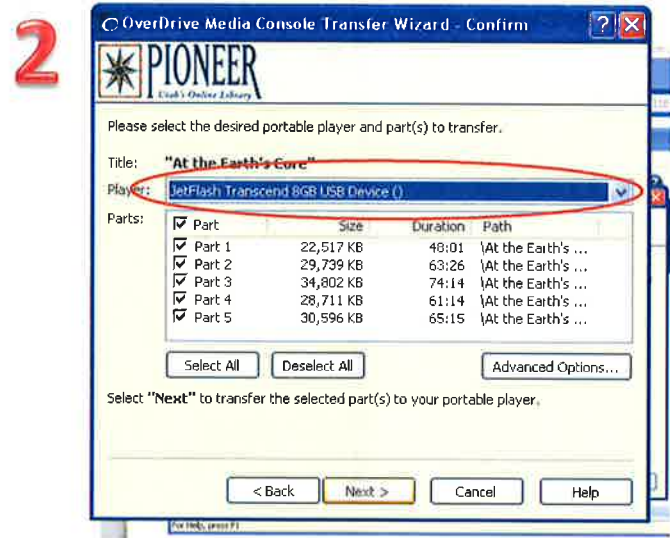 2
OverDrive Media Console Transfer Wizard - Confirm
PIONEER
Utah's Online Library
Please select the desired portable player and part(s) to transfer.
Title: "At the Earth's Core"
Player: JetFlash Transcend 8GB USB Device ()
Parts: Part Size Duration Path
Part 1 22,517 KB 48:01 \At the Earth's ...
Part 2 29,739 KB 63:26 \At the Earth's ...
Part 3 34,802 KB 74:14 \At the Earth's ...
Part 4 28,711 KB 61:14 \At the Earth's ...
Part 5 30,596 KB 65:15 \At the Earth's ...
Select All Deselect All Advanced Options...
Select "Next" to transfer the selected part(s) to your portable player.
< Back Next > Cancel Help
For Help, press F1